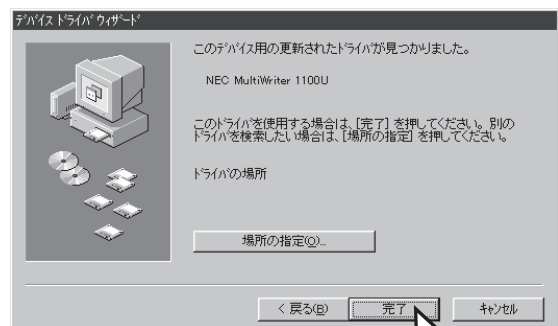 デバイス ドライバ ウィザード
このデバイス用の更新されたドライバが見つかりました。
NEC MultiWriter 1100U
このドライバを使用する場合は、[完了] を押してください。別の
ドライバを検索したい場合は、[場所の指定] を押してください。
ドライバの場所
場所の指定(O)...
< 戻る(B)
完了
キャンセル